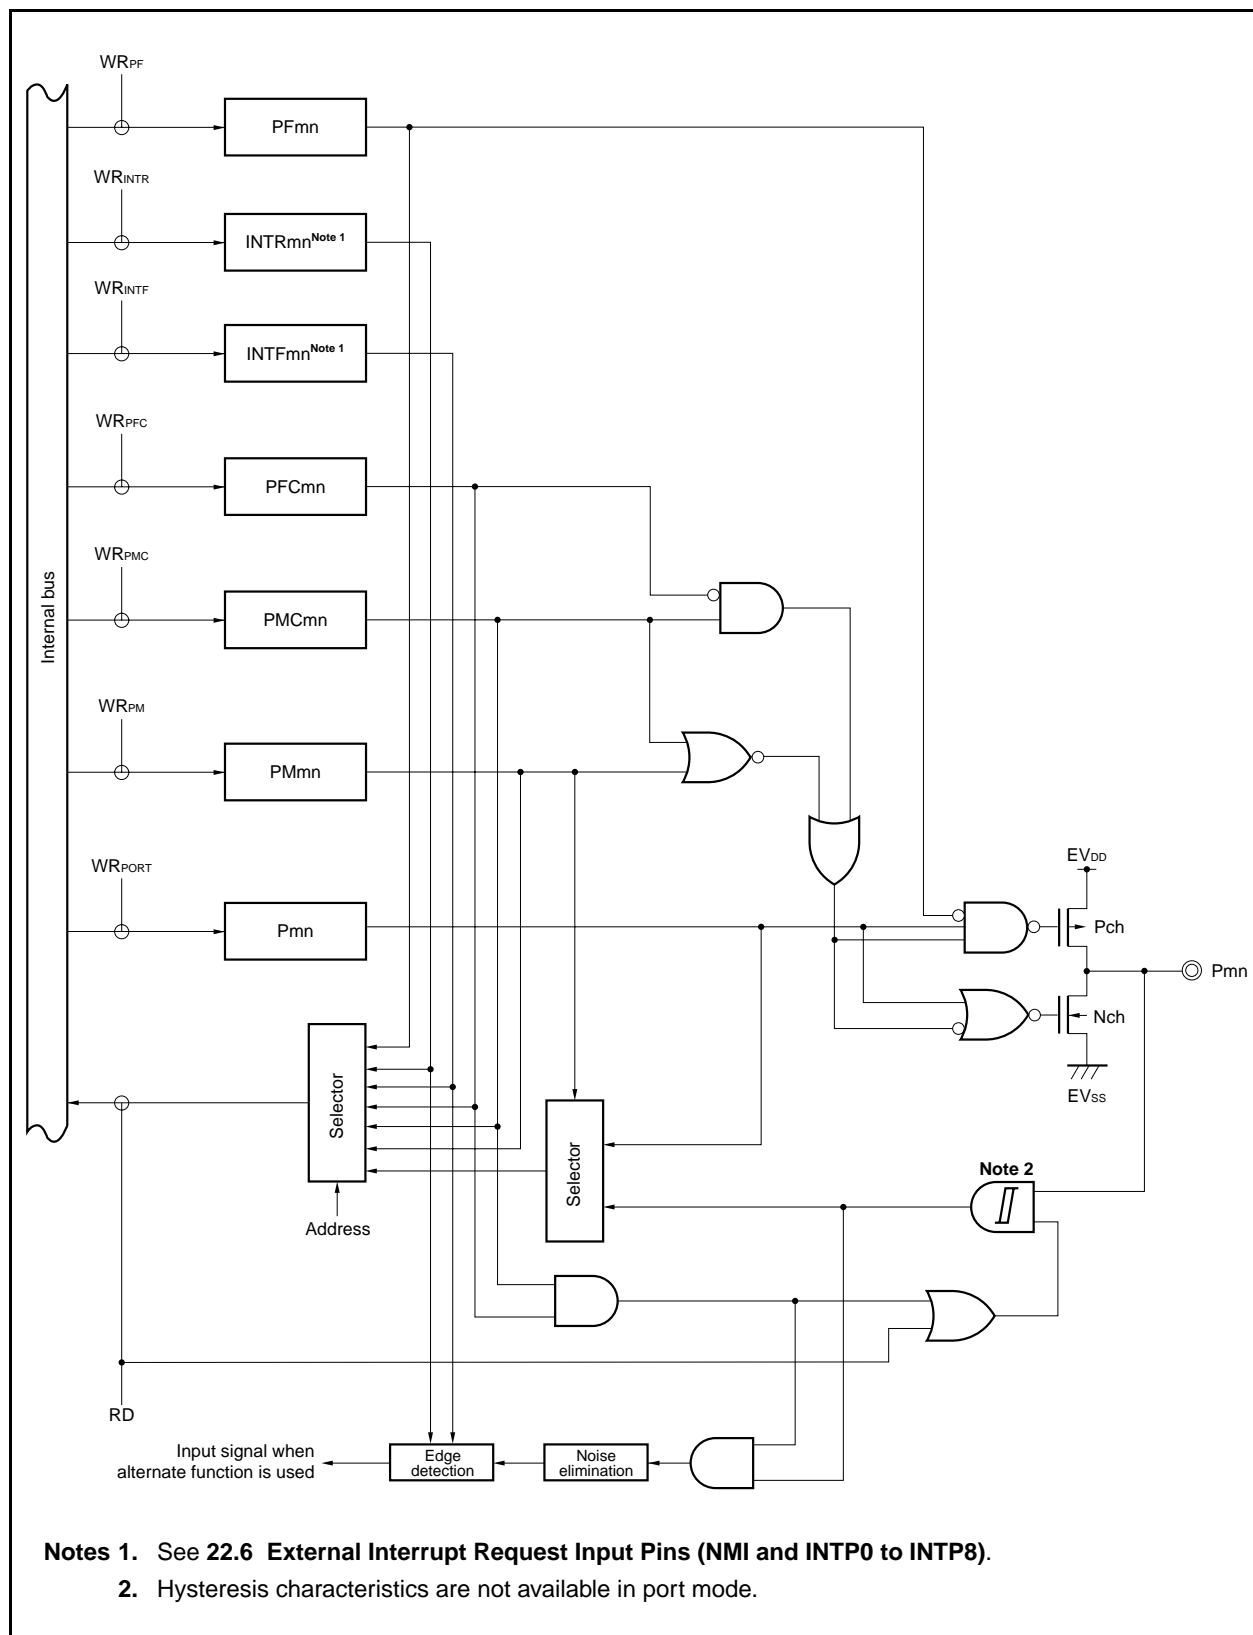 WRPF
PFmn
WRINTR
INTRmnNote 1
WRINTF
INTFmnNote 1
WRPFC
PFCmn
WRPMC
PMCmn
Internal bus
WRPM
PMmn
WRPORT
Pmn
EVDD
Pch
Pmn
Nch
EVSS
Selector
Selector
Note 2
Address
RD
Input signal when
alternate function is used
Edge
detection
Noise
elimination
Notes 1. See 22.6 External Interrupt Request Input Pins (NMI and INTP0 to INTP8).
2. Hysteresis characteristics are not available in port mode.